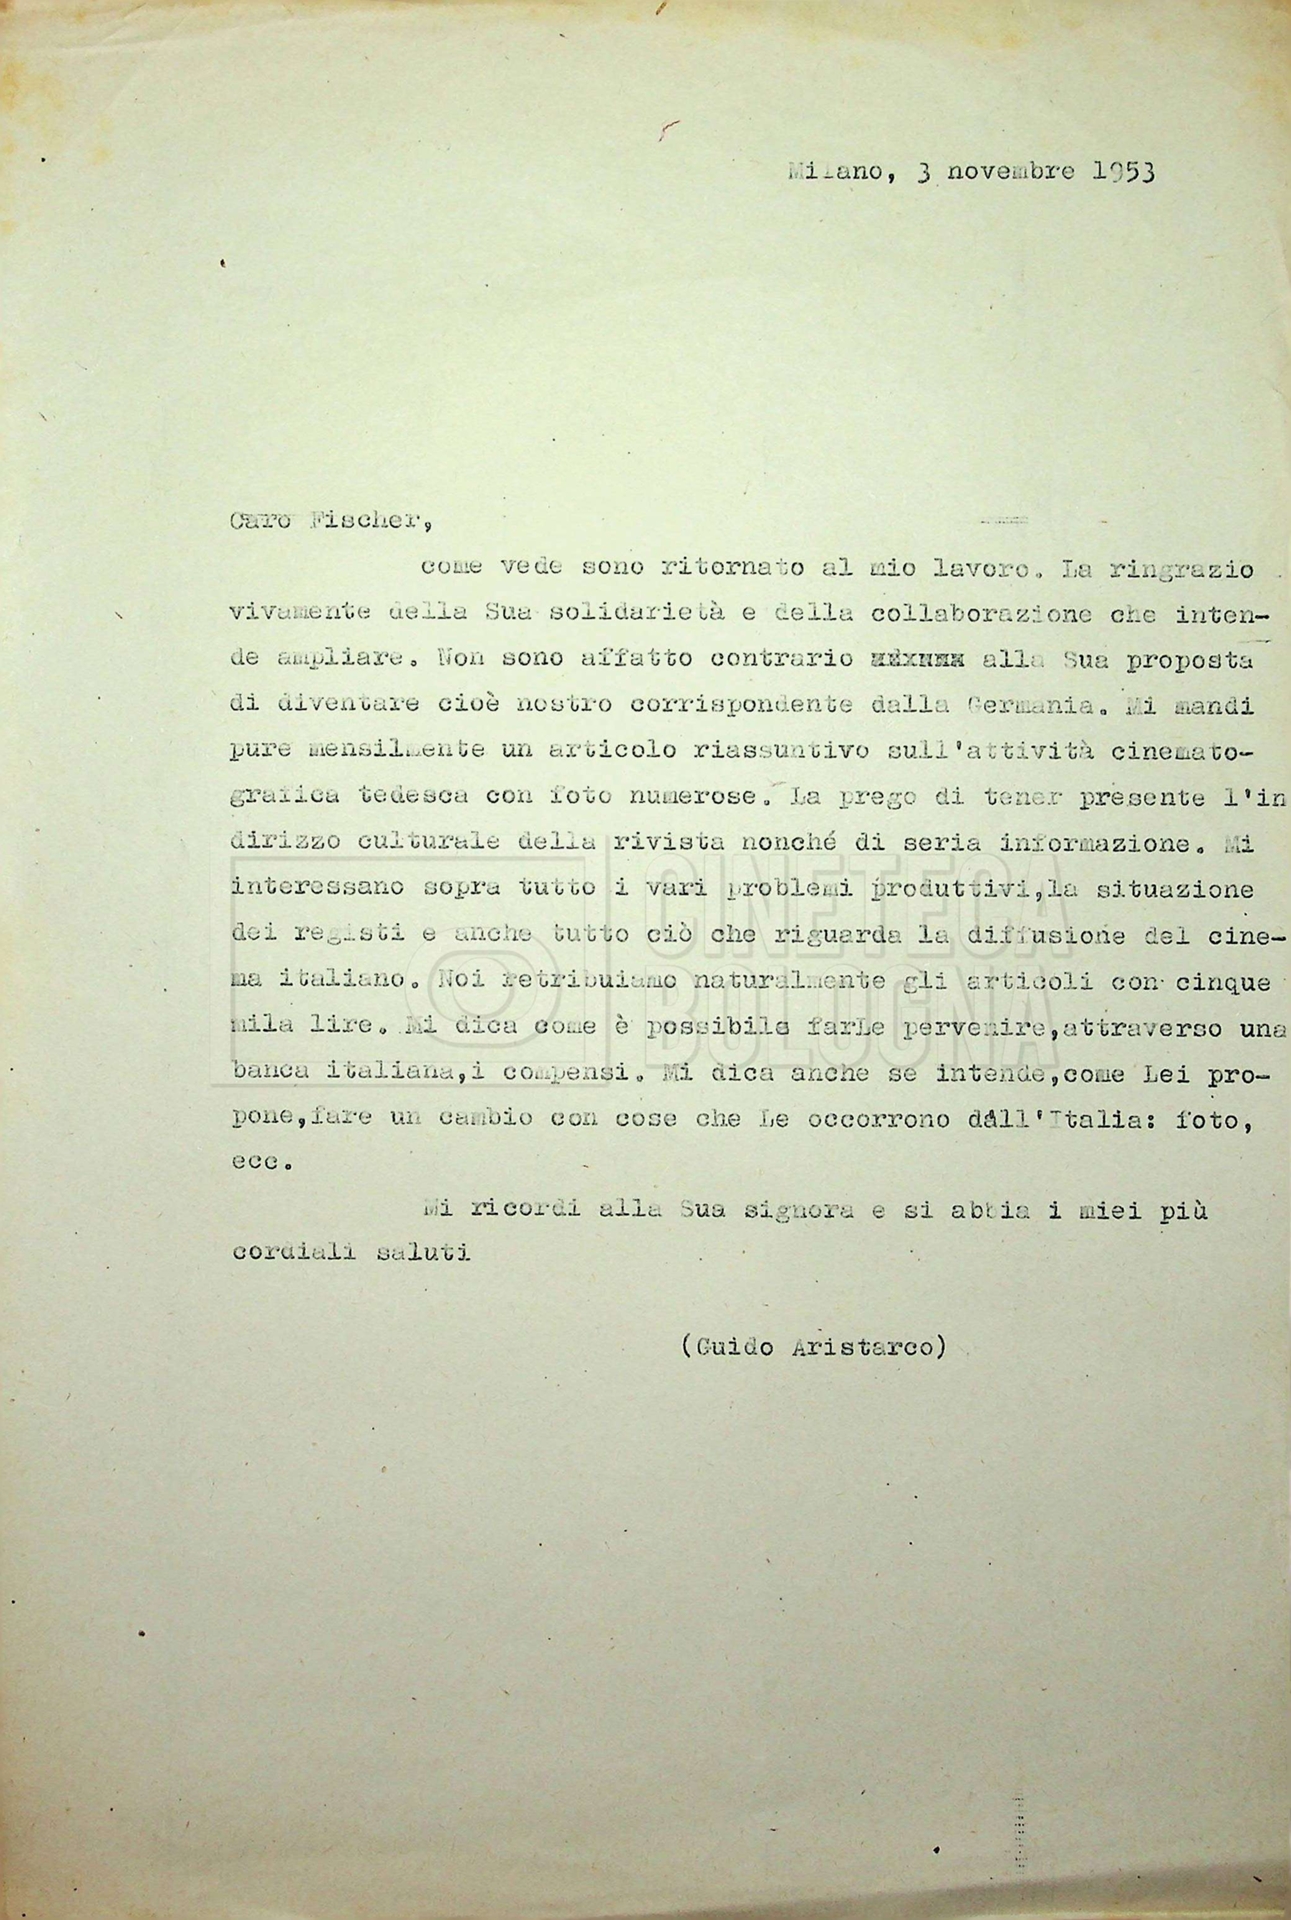 Milano, 3 novembre 1953
Caro Fischer,
come vede sono ritornato al mio lavoro. La ringrazio
vivamente della Sua solidarietà e della collaborazione che inten-
de ampliare. Non sono affatto contrario alla Sua proposta
di diventare cioè nostro corrispondente dalla Germania. Mi mandi
pure mensilmente un articolo riassuntivo sull'attività cinemato-
grafica tedesca con foto numerose. La prego di tener presente l'in
dirizzo culturale della rivista nonché di seria informazione. Mi
interessano sopra tutto i vari problemi produttivi,la situazione
dei registi e anche tutto ciò che riguarda la diffusione del cine-
ma italiano. Noi retribuiamo naturalmente gli articoli con cinque
mila lire. Mi dica come è possibile farLe pervenire,attraverso una
banca italiana,i compensi. Mi dica anche se intende,come Lei pro-
pone,fare un cambio con cose che Le occorrono dall'Italia: foto,
ecc.
Mi ricordi alla Sua signora e si abbia i miei più
cordiali saluti
(Guido Aristarco)
CINETECA
BOLOGNA